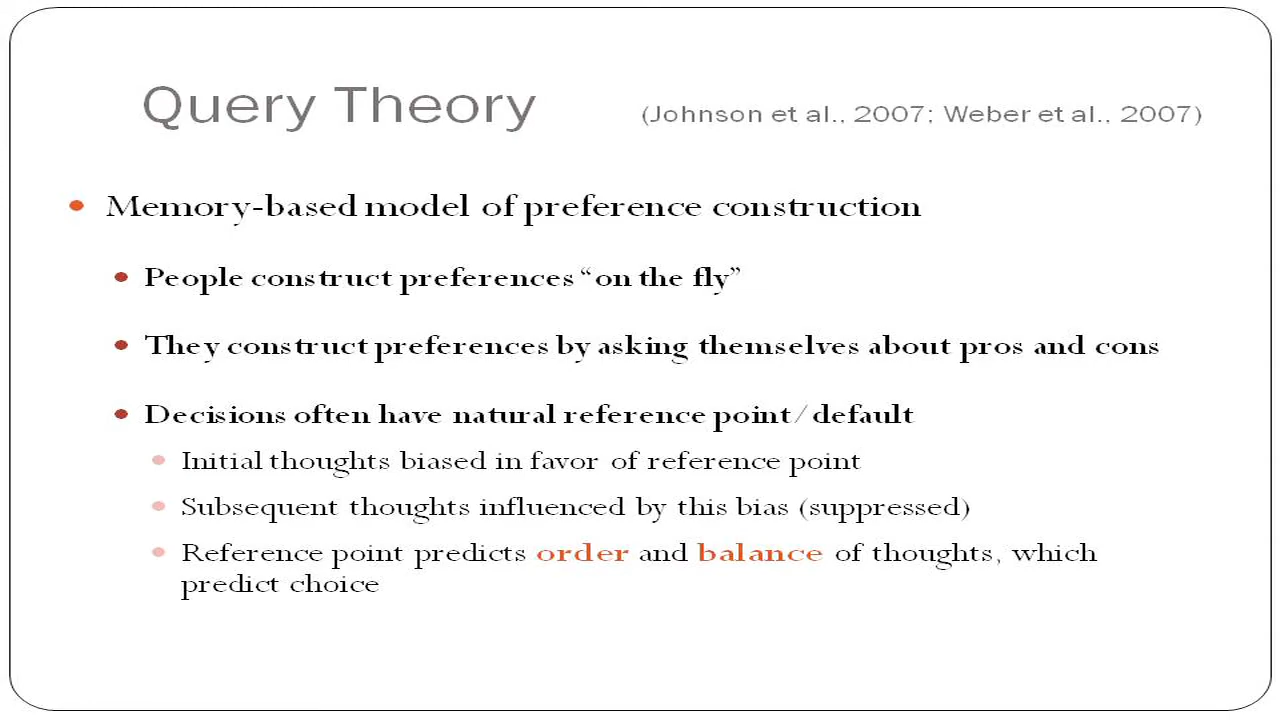 Query Theory (Johnson et al., 2007; Weber et al., 2007)
Memory-based model of preference construction
People construct preferences “on the fly”
They construct preferences by asking themselves about pros and cons
Decisions often have natural reference point/default
Initial thoughts biased in favor of reference point
Subsequent thoughts influenced by this bias (suppressed)
Reference point predicts order and balance of thoughts, which
predict choice